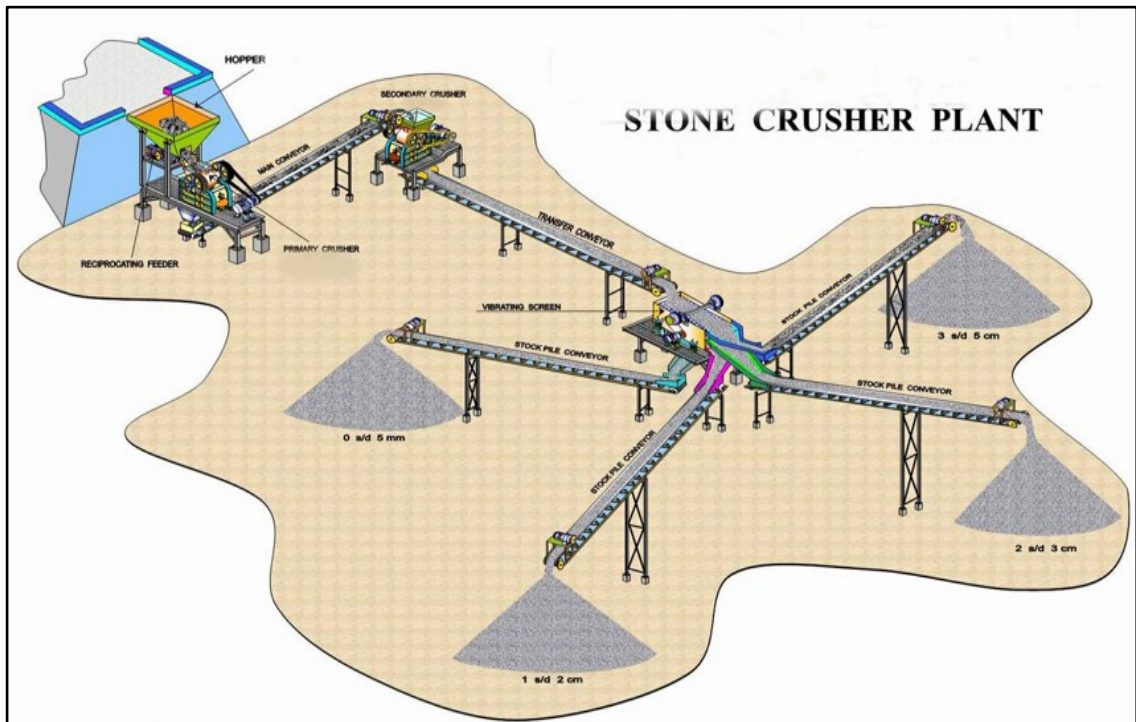 HOPPER
SECONDARY CRUSHER
STONE CRUSHER PLANT
MAIN CONVEYOR
TRANSFER CONVEYOR
PRIMARY CRUSHER
RECIPROCATING FEEDER
VIBRATING SCREEN
STOCK PILE CONVEYOR
3 s/d 5 cm
STOCK PILE CONVEYOR
STOCK PILE CONVEYOR
0 s/d 5 mm
STOCK PILE CONVEYOR
2 s/d 3 cm
1 s/d 2 cm